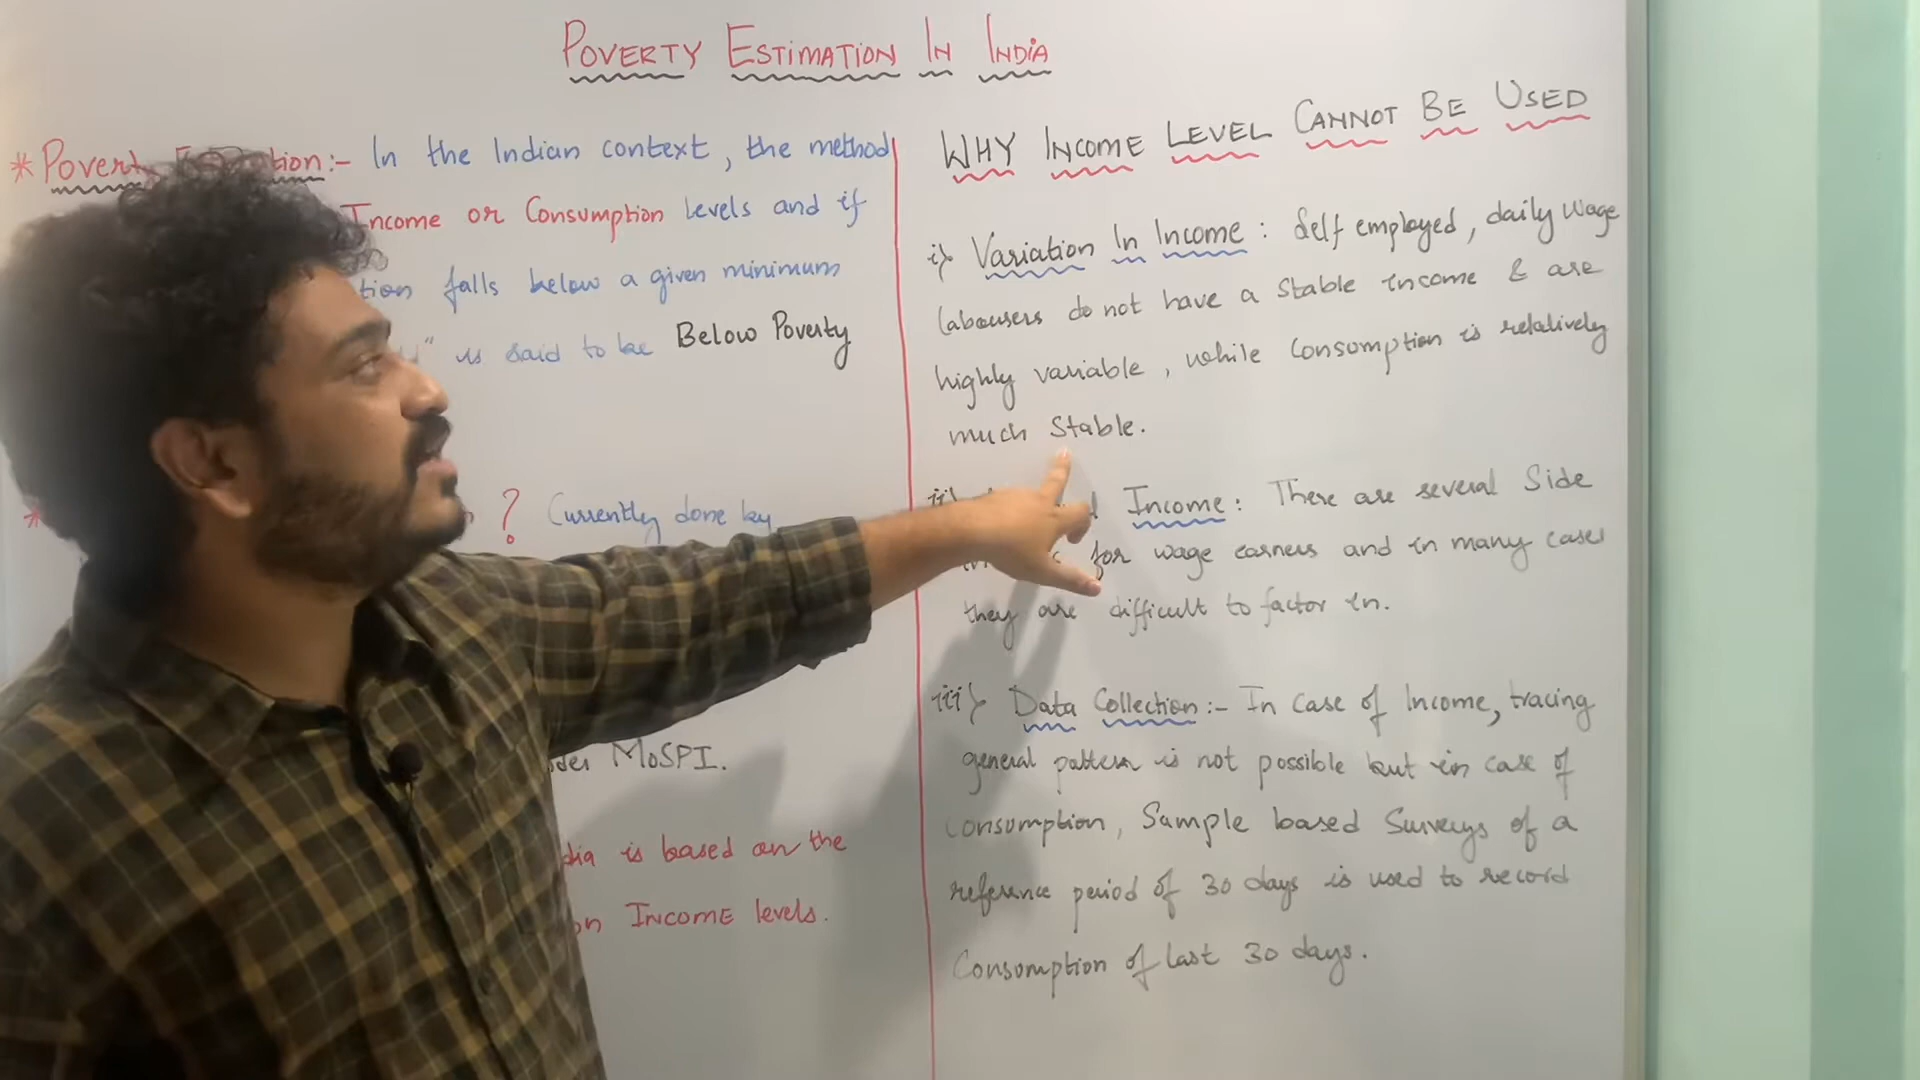 POVERTY ESTIMATION IN INDIA
* Poverty Estimation:- In the Indian context, the method
Income or Consumption levels and if
tion falls below a given minimum
is said to be Below Poverty
? Currently done by
MoSPI.
is based on the
on INCOME levels.
WHY INCOME LEVEL CANNOT BE USED
i) Variation In Income: Self employed, daily wage
labousers do not have a stable income & are
highly variable, while consumption is relatively
much stable.
ii) Income: There are several Side
for wage earners and in many cases
they are difficult to factor in.
iii) Data Collection:- In case of Income, tracing
general pattern is not possible but in case of
consumption, Sample based Surveys of a
reference period of 30 days is used to record
Consumption of last 30 days.